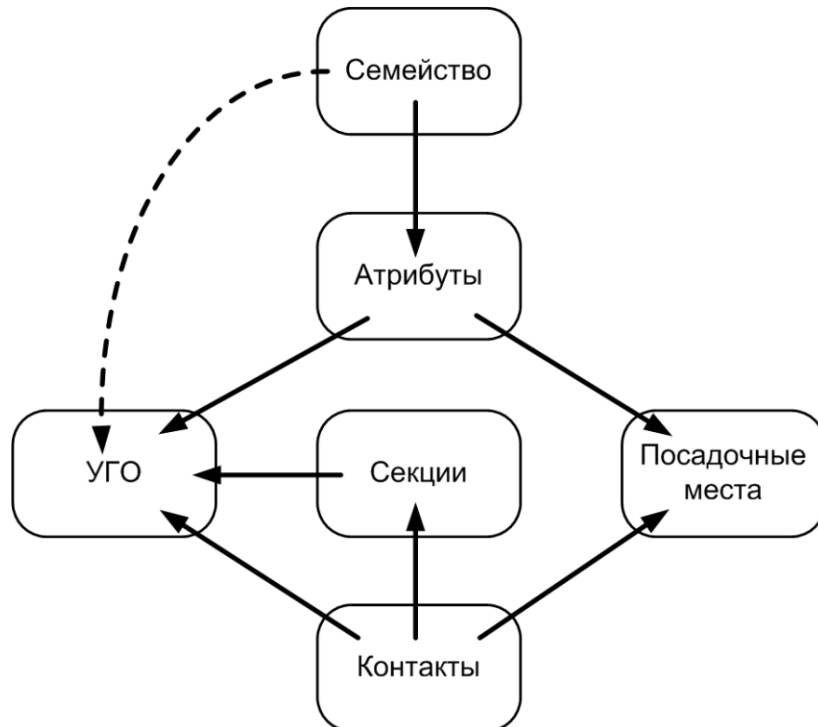 Семейство
Атрибуты
УГО
Секции
Посадочные
места
Контакты